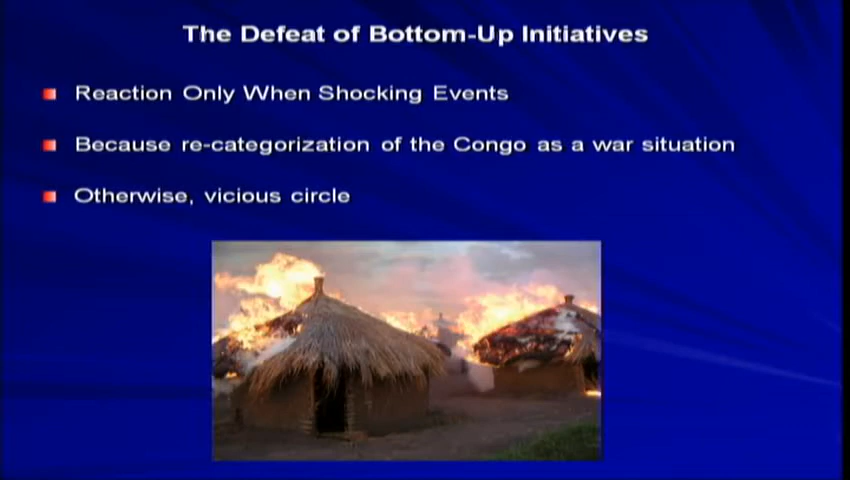 The Defeat of Bottom-Up Initiatives
Reaction Only When Shocking Events
Because re-categorization of the Congo as a war situation
Otherwise, vicious circle